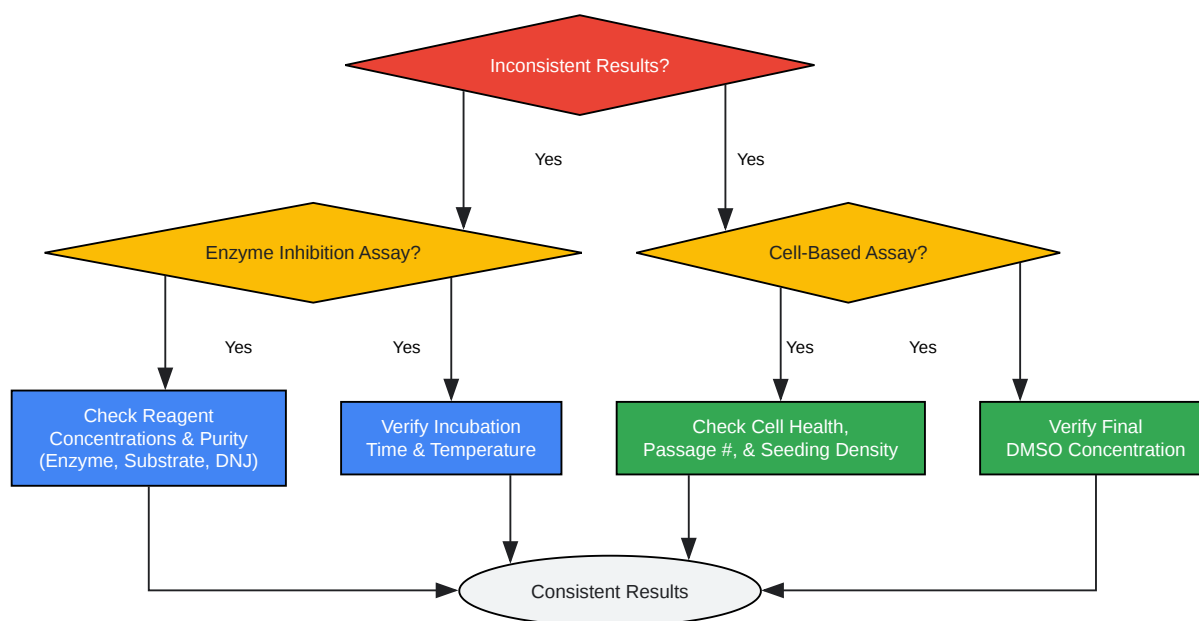 Inconsistent Results?
Yes
Yes
Enzyme Inhibition Assay?
Cell-Based Assay?
Yes
Yes
Yes
Yes
Check Reagent
Concentrations & Purity
(Enzyme, Substrate, DNJ)
Verify Incubation
Time & Temperature
Check Cell Health,
Passage #, & Seeding Density
Verify Final
DMSO Concentration
Consistent Results